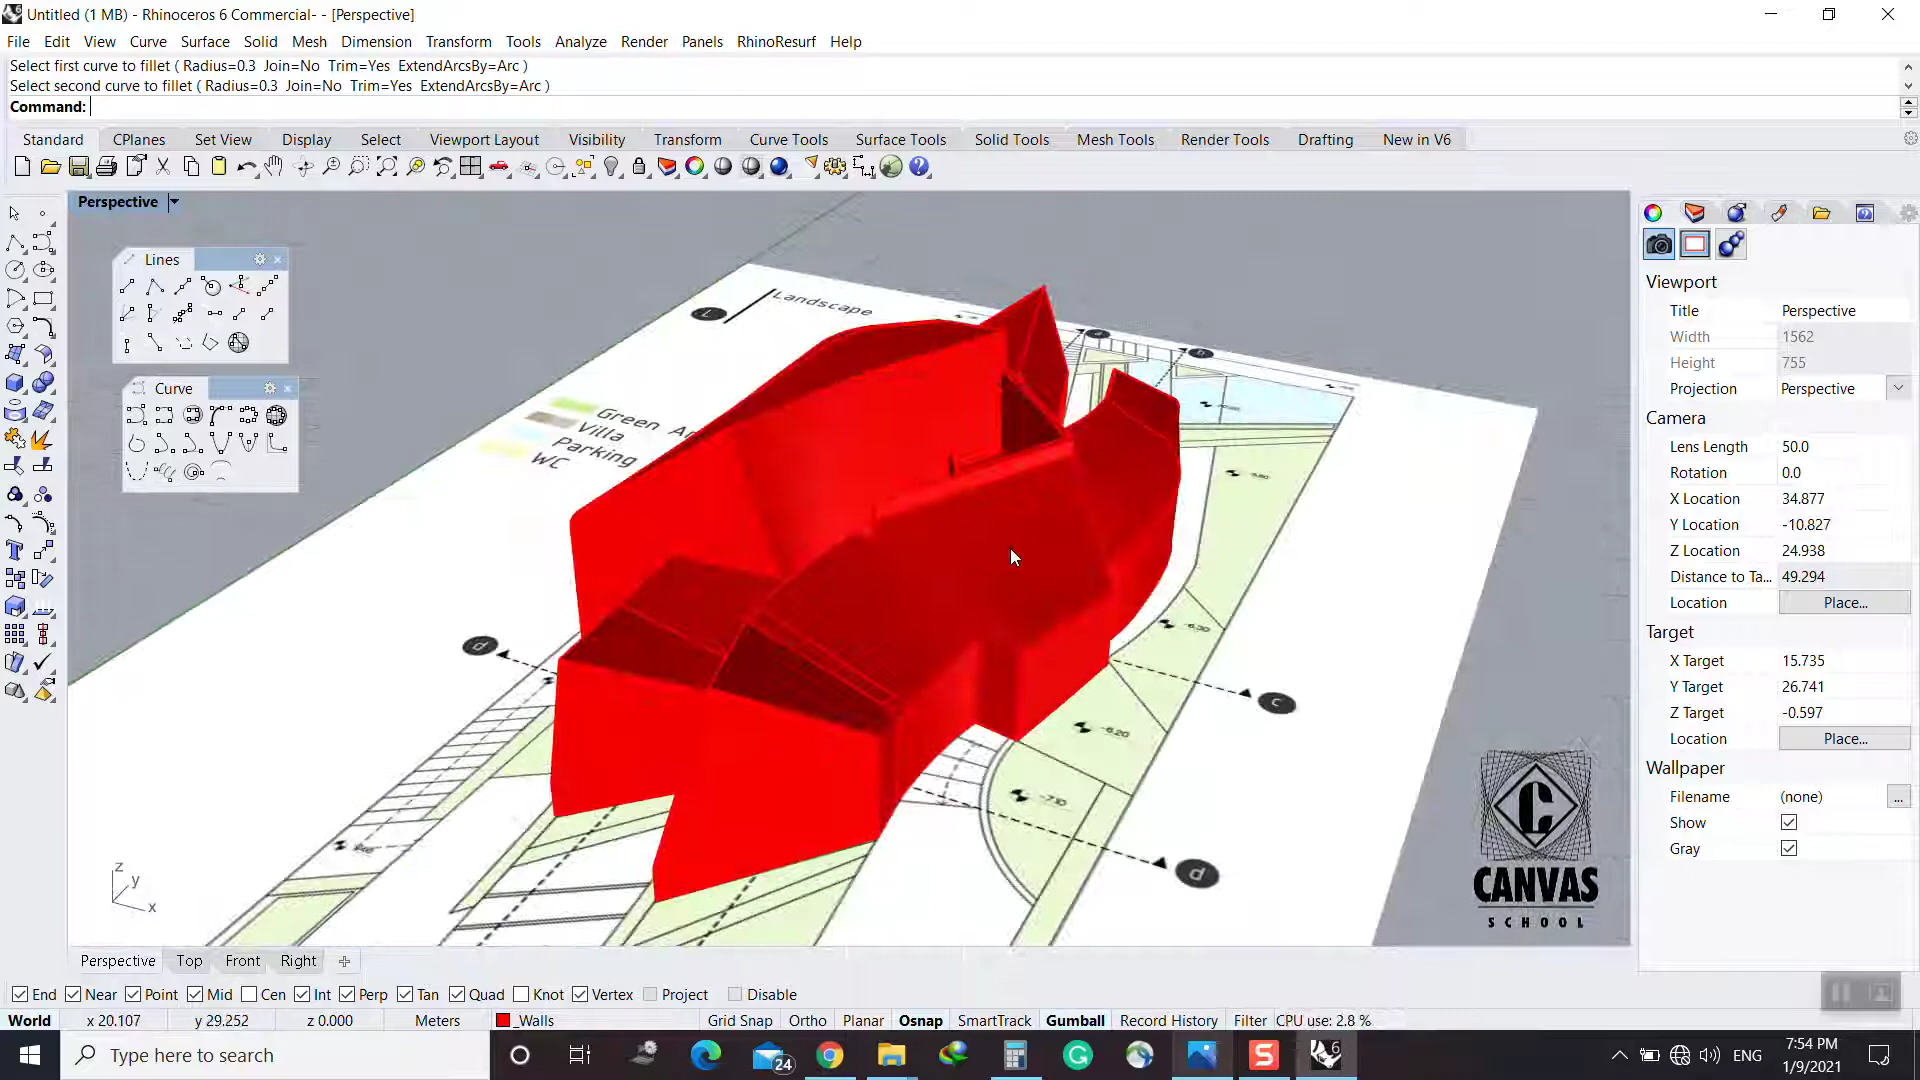 Untitled (1 MB) - Rhinoceros 6 Commercial- - [Perspective]
File Edit View Curve Surface Solid Mesh Dimension Transform Tools Analyze Render Panels RhinoResurf Help
Select first curve to fillet ( Radius=0.3 Join=No Trim=Yes ExtendArcsBy=Arc )
Select second curve to fillet ( Radius=0.3 Join=No Trim=Yes ExtendArcsBy=Arc )
Command:
Standard CPlanes Set View Display Select Viewport Layout Visibility Transform Curve Tools Surface Tools Solid Tools Mesh Tools Render Tools Drafting New in V6
Perspective
Lines
Curve
L
Landscape
Green
Villa
Parking
WC
d
c
d
-6.20
CANVAS
SCHOOL
z
y
x
Viewport
Title Perspective
Width 1562
Height 755
Projection Perspective
Camera
Lens Length 50.0
Rotation 0.0
X Location 34.877
Y Location -10.827
Z Location 24.938
Distance to Ta... 49.294
Location Place...
Target
X Target 15.735
Y Target 26.741
Z Target -0.597
Location Place...
Wallpaper
Filename (none) ...
Show
Gray
Perspective Top Front Right
End Near Point Mid Cen Int Perp Tan Quad Knot Vertex Project Disable
World x 20.107 y 29.252 z 0.000 Meters _Walls Grid Snap Ortho Planar Osnap SmartTrack Gumball Record History Filter CPU use: 2.8 %
Type here to search
24
S
6
ENG
7:54 PM
1/9/2021